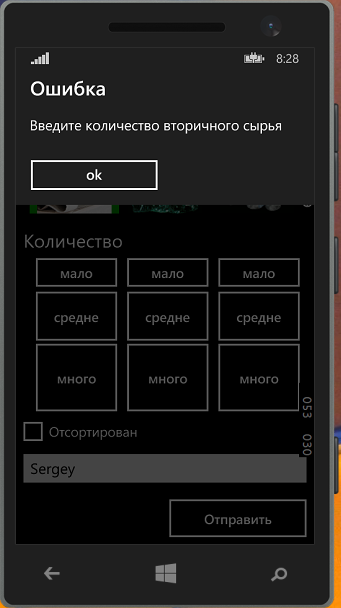 8:28
Ошибка
Введите количество вторичного сырья
ok
Количество
мало мало мало
средне средне средне
много много много
053 030
Отсортирован
Sergey
Отправить